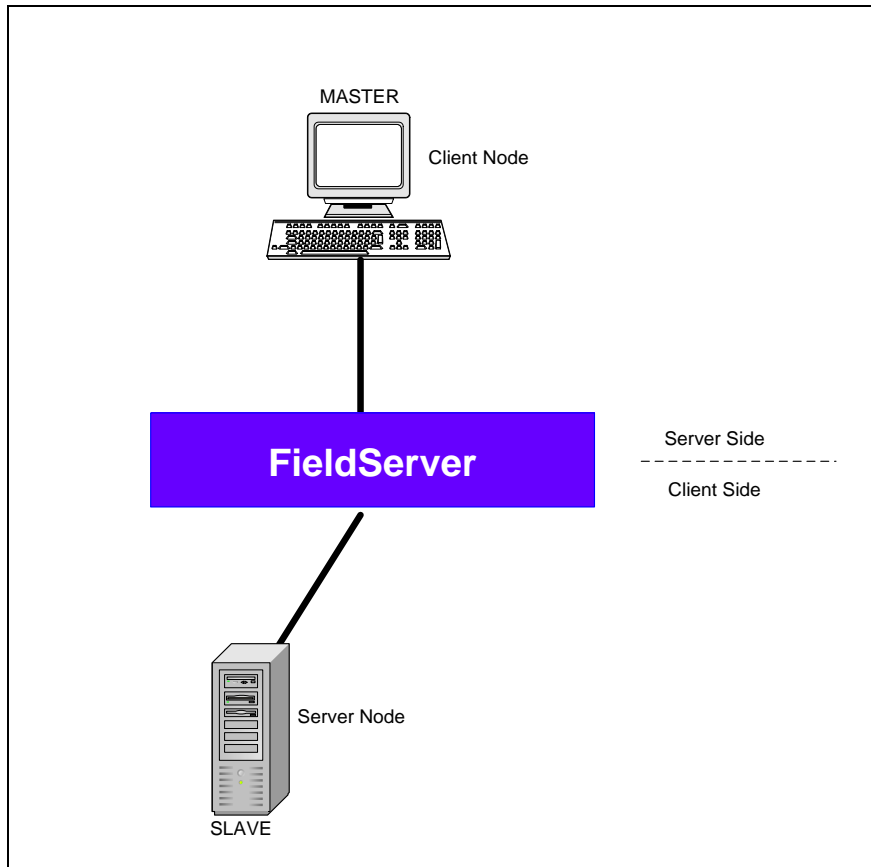 MASTER
Client Node
FieldServer
Server Side
Client Side
Server Node
SLAVE